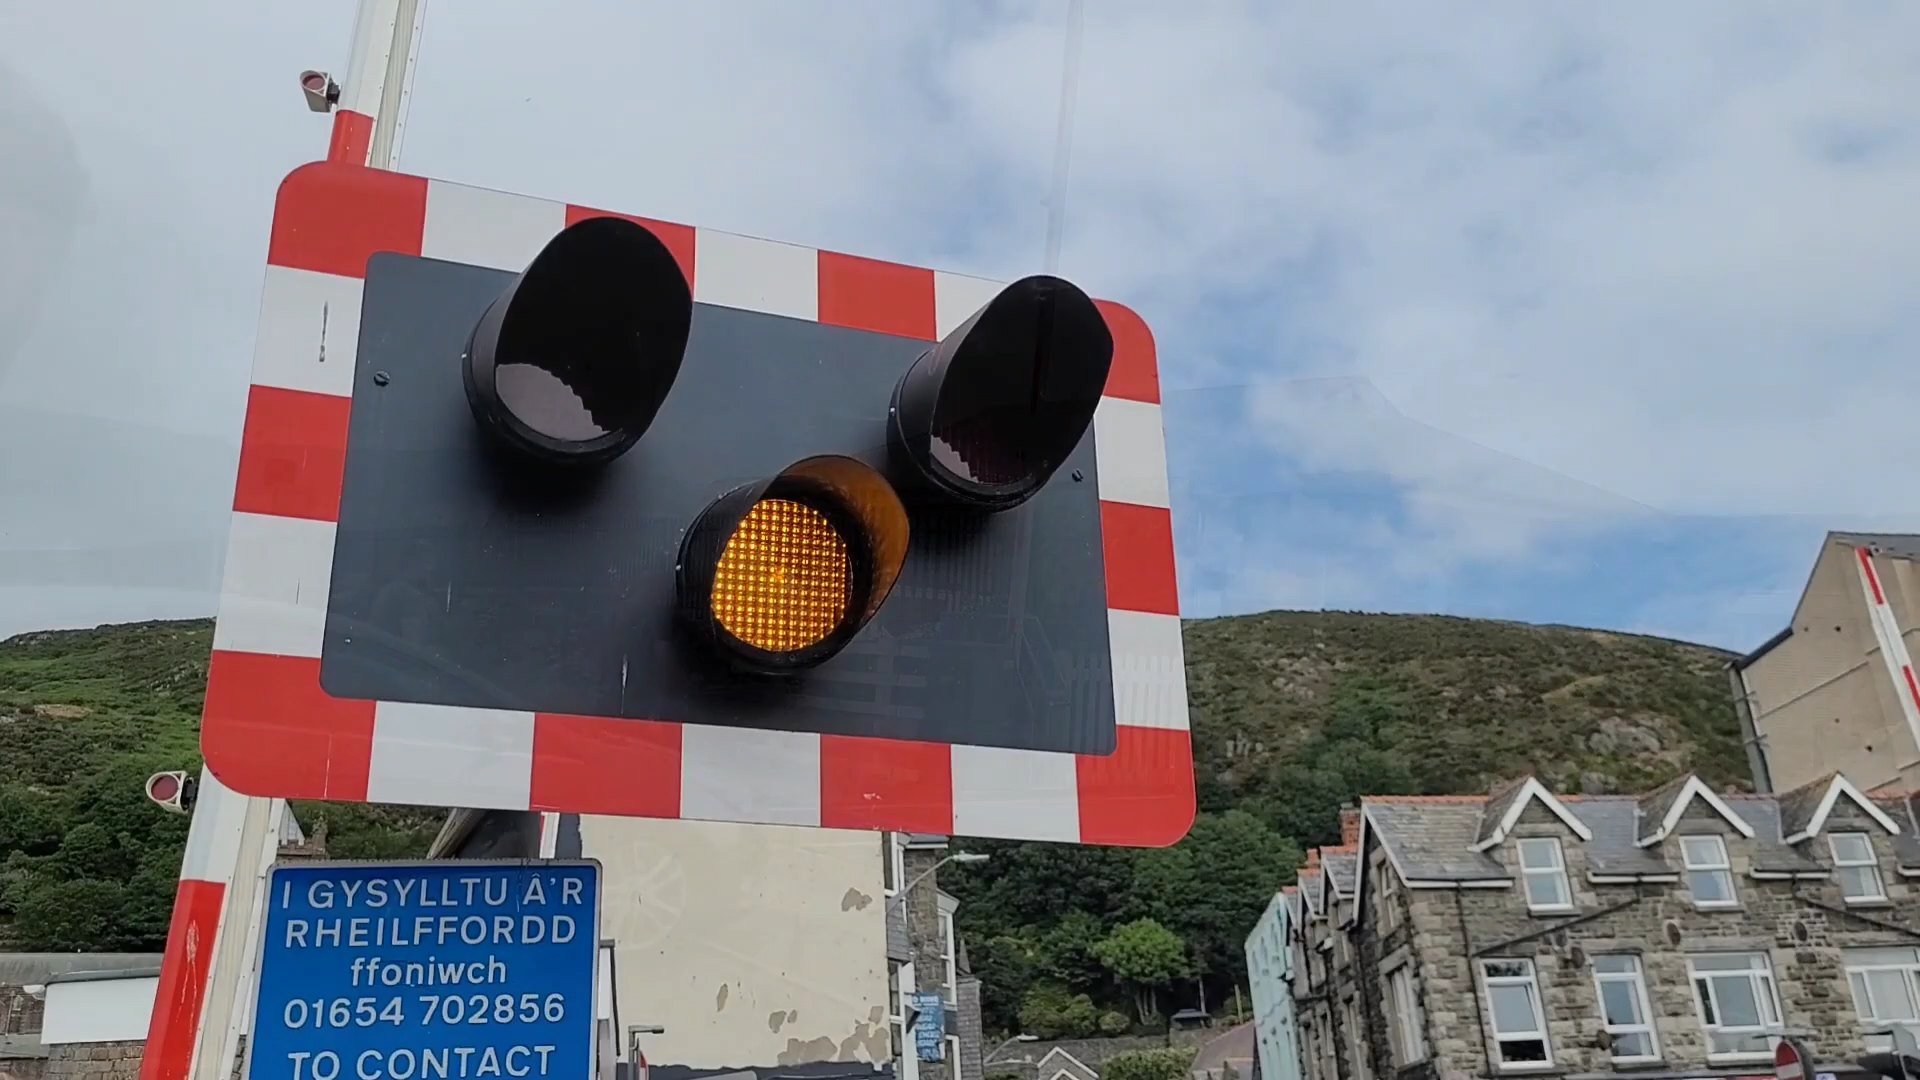 I GYSYLLTU Â'R
RHEILFFORDD
ffoniwch
01654 702856
TO CONTACT